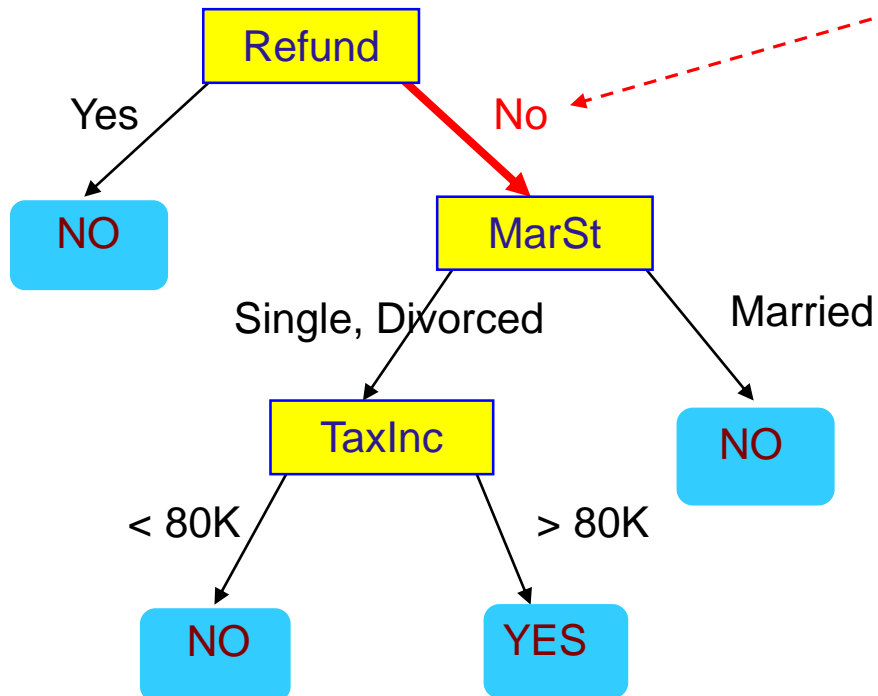 Refund
Yes
No
NO
MarSt
Single, Divorced
Married
TaxInc
NO
< 80K
> 80K
NO
YES